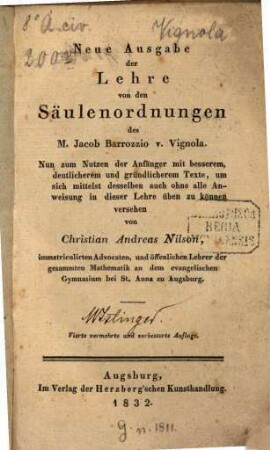 8° A. civ. Vignola
200
Neue Ausgabe
der
Lehre
von den
Säulenordnungen
des
M. Jacob Barrozzio v. Vignola.
Nun zum Nutzen der Anfänger mit besserem,
deutlicherem und gründlicherem Texte, um
sich mittelst desselben auch ohne alle An-
weisung in dieser Lehre üben zu können
versehen
von
REGIA
Christian Andreas Nilson,
immatriculirten Advocaten, und öffentlichen Lehrer der
gesammten Mathematik an dem evangelischen
Gymnasium bei St. Anna zu Augsburg.
Vierte vermehrte und verbesserte Auflage.
Augsburg,
Im Verlag der Herzberg'schen Kunsthandlung.
1832.